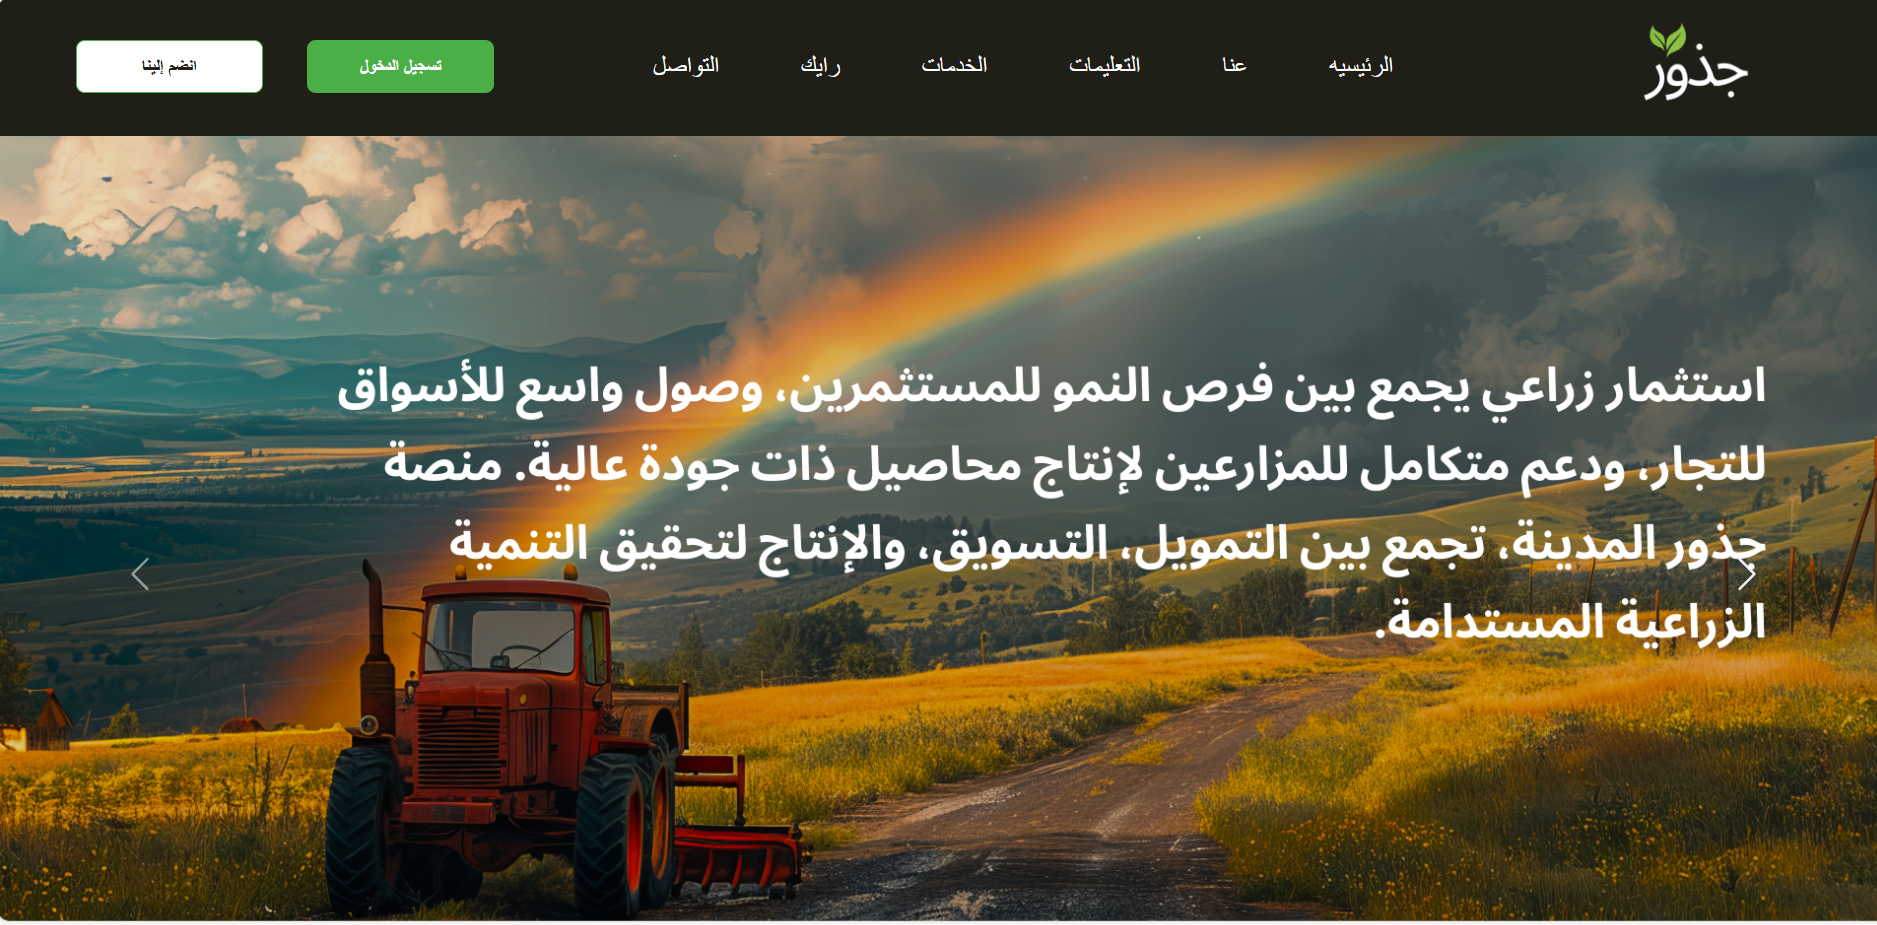 جذور
الرئيسيه
عنا
التعليمات
الخدمات
رايك
التواصل
تسجيل الدخول
انضم إلينا
استثمار زراعي يجمع بين فرص النمو للمستثمرين، وصول واسع للأسواق
للتجار، ودعم متكامل للمزارعين لإنتاج محاصيل ذات جودة عالية. منصة
جذور المدينة، تجمع بين التمويل، التسويق، والإنتاج لتحقيق التنمية
الزراعية المستدامة.